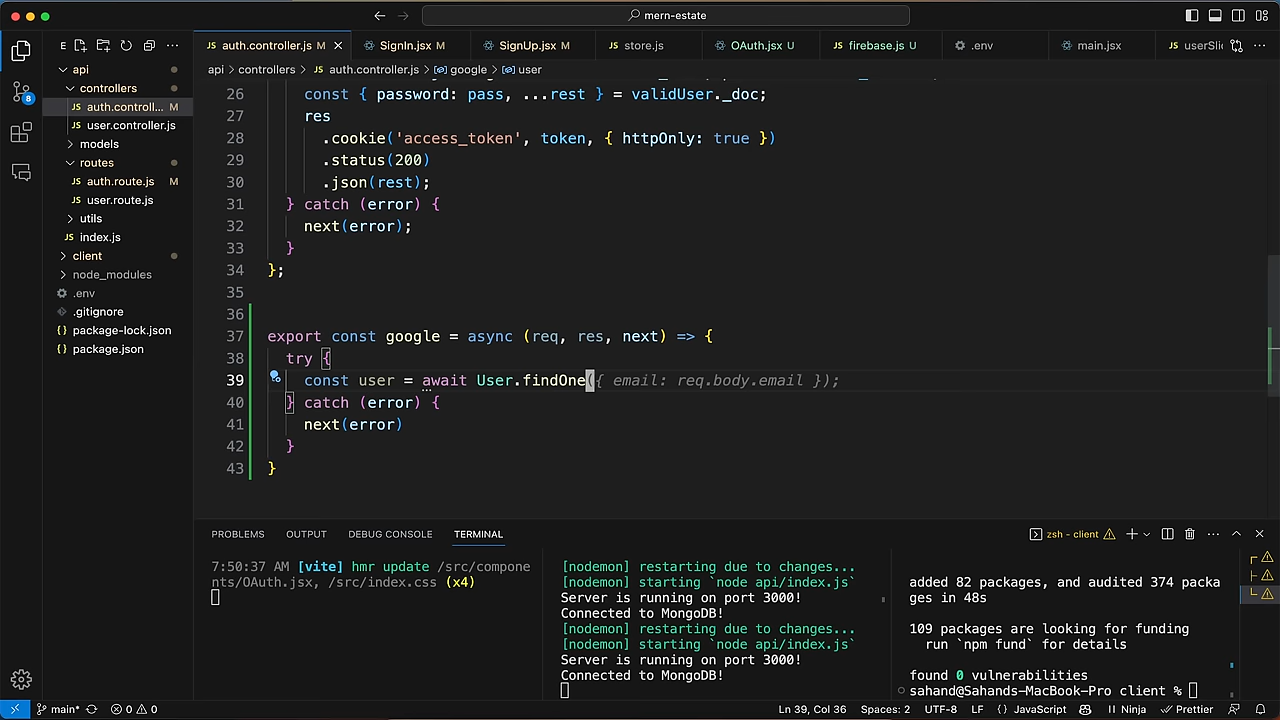 mern-estate
E
auth.controller.js M
SignIn.jsx M
SignUp.jsx M
store.js
OAuth.jsx U
firebase.js U
.env
main.jsx
userSli
api > controllers > JS auth.controller.js > google > user
api
controllers
JS auth.controll... M
JS user.controller.js
models
routes
JS auth.route.js M
JS user.route.js
utils
JS index.js
client
node_modules
.env
.gitignore
package-lock.json
package.json
8
26 const { password: pass, ...rest } = validUser._doc;
27 res
28 .cookie('access_token', token, { httpOnly: true })
29 .status(200)
30 .json(rest);
31 } catch (error) {
32 next(error);
33 }
34 };
35
36
37 export const google = async (req, res, next) => {
38 try {
39 const user = await User.findOne({ email: req.body.email });
40 } catch (error) {
41 next(error)
42 }
43 }
PROBLEMS OUTPUT DEBUG CONSOLE TERMINAL
zsh - client
7:50:37 AM [vite] hmr update /src/compone
nts/OAuth.jsx, /src/index.css (x4)
[nodemon] restarting due to changes...
[nodemon] starting `node api/index.js`
Server is running on port 3000!
Connected to MongoDB!
[nodemon] restarting due to changes...
[nodemon] starting `node api/index.js`
Server is running on port 3000!
Connected to MongoDB!
added 82 packages, and audited 374 packa
ges in 48s
109 packages are looking for funding
run `npm fund` for details
found 0 vulnerabilities
sahand@Sahands-MacBook-Pro client %
main* 0 0 Ln 39, Col 36 Spaces: 2 UTF-8 LF {} JavaScript Ninja Prettier